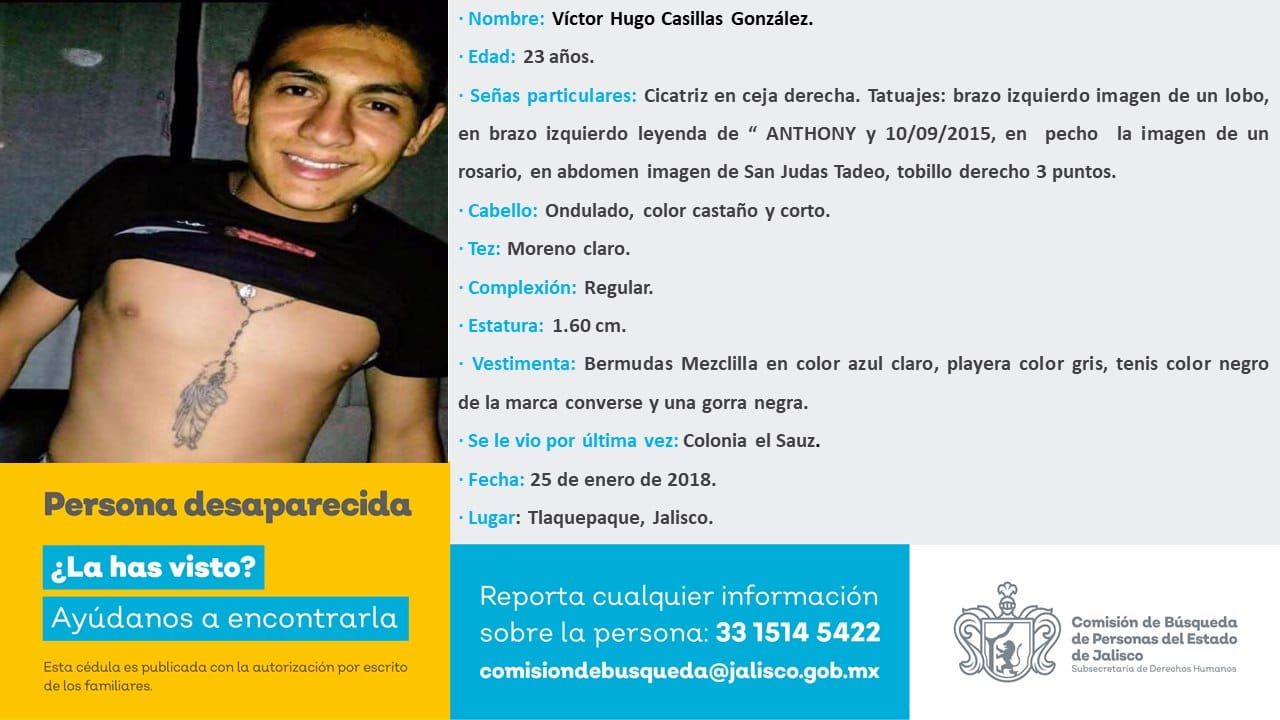 · Nombre: Víctor Hugo Casillas González.
· Edad: 23 años.
· Señas particulares: Cicatriz en ceja derecha. Tatuajes: brazo izquierdo imagen de un lobo,
en brazo izquierdo leyenda de “ ANTHONY y 10/09/2015, en pecho la imagen de un
rosario, en abdomen imagen de San Judas Tadeo, tobillo derecho 3 puntos.
· Cabello: Ondulado, color castaño y corto.
· Tez: Moreno claro.
· Complexión: Regular.
· Estatura: 1.60 cm.
· Vestimenta: Bermudas Mezclilla en color azul claro, playera color gris, tenis color negro
de la marca converse y una gorra negra.
· Se le vio por última vez: Colonia el Sauz.
· Fecha: 25 de enero de 2018.
· Lugar: Tlaquepaque, Jalisco.
Persona desaparecida
¿La has visto?
Ayúdanos a encontrarla
Esta cédula es publicada con la autorización por escrito
de los familiares.
Reporta cualquier información
sobre la persona: 33 1514 5422
comisiondebusqueda@jalisco.gob.mx
Comisión de Búsqueda
de Personas del Estado
de Jalisco
Subsecretaría de Derechos Humanos